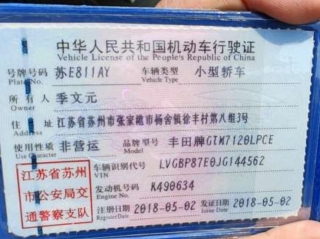 中华人民共和国机动车行驶证
Vehicle License of the People's Republic of China
号牌号码 苏E811AY 车辆类型 小型轿车
Plate No. Vehicle Type
所有人 季文元
Owner
住址 江苏省苏州市张家港市杨舍镇徐丰村第八组3号
Address
使用性质 非营运 品牌型号 丰田牌GTM7120LPCE
Use Character Model
车辆识别代号 LVGBP87E0JG144562
VIN
发动机号码 K490634
Engine No.
注册日期 2018-05-02 发证日期 2018-05-02
Register Date Issue Date
江苏省苏州
市公安局交
通警察支队